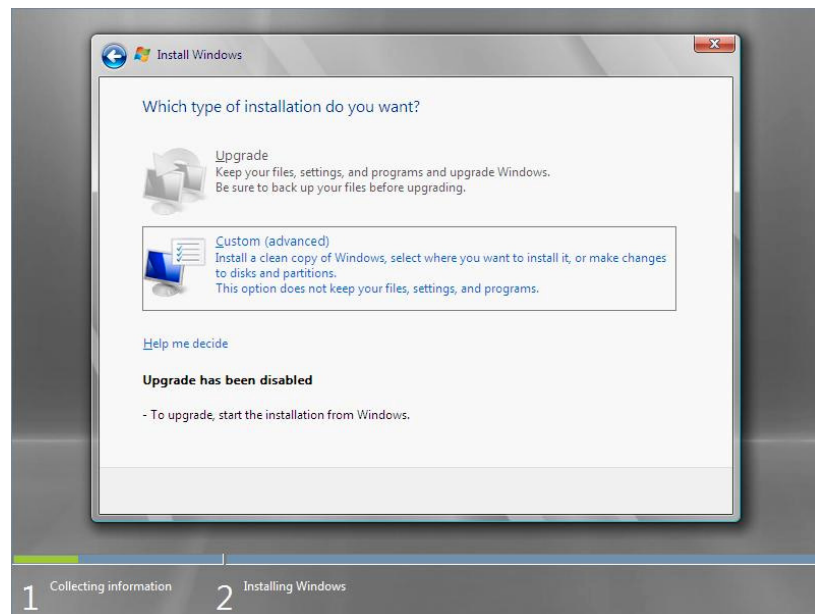 Install Windows
Which type of installation do you want?
Upgrade
Keep your files, settings, and programs and upgrade Windows.
Be sure to back up your files before upgrading.
Custom (advanced)
Install a clean copy of Windows, select where you want to install it, or make changes
to disks and partitions.
This option does not keep your files, settings, and programs.
Help me decide
Upgrade has been disabled
- To upgrade, start the installation from Windows.
1 Collecting information
2 Installing Windows